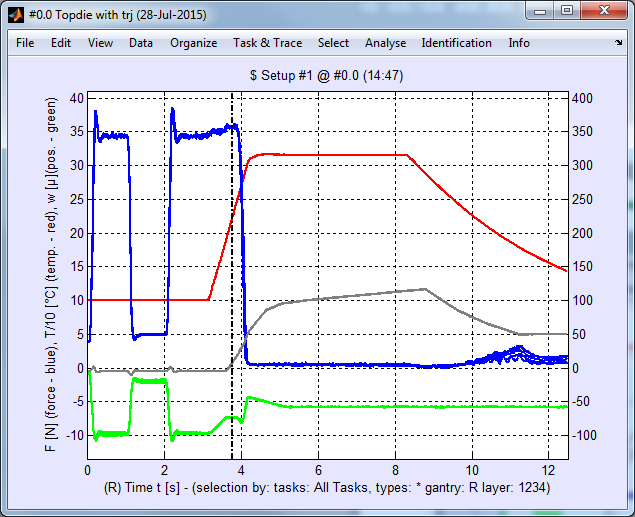 #0.0 Topdie with trj (28-Jul-2015)
File Edit View Data Organize Task & Trace Select Analyse Identification Info
$ Setup #1 @ #0.0 (14:47)
F [N] (force - blue), T/10 [°C] (temp. - red), w [µ](pos. - green)
40 400
35 350
30 300
25 250
20 200
15 150
10 100
5 50
0 0
-5 -50
-10 -100
0 2 4 6 8 10 12
(R) Time t [s] - (selection by: tasks: All Tasks, types: * gantry: R layer: 1234)